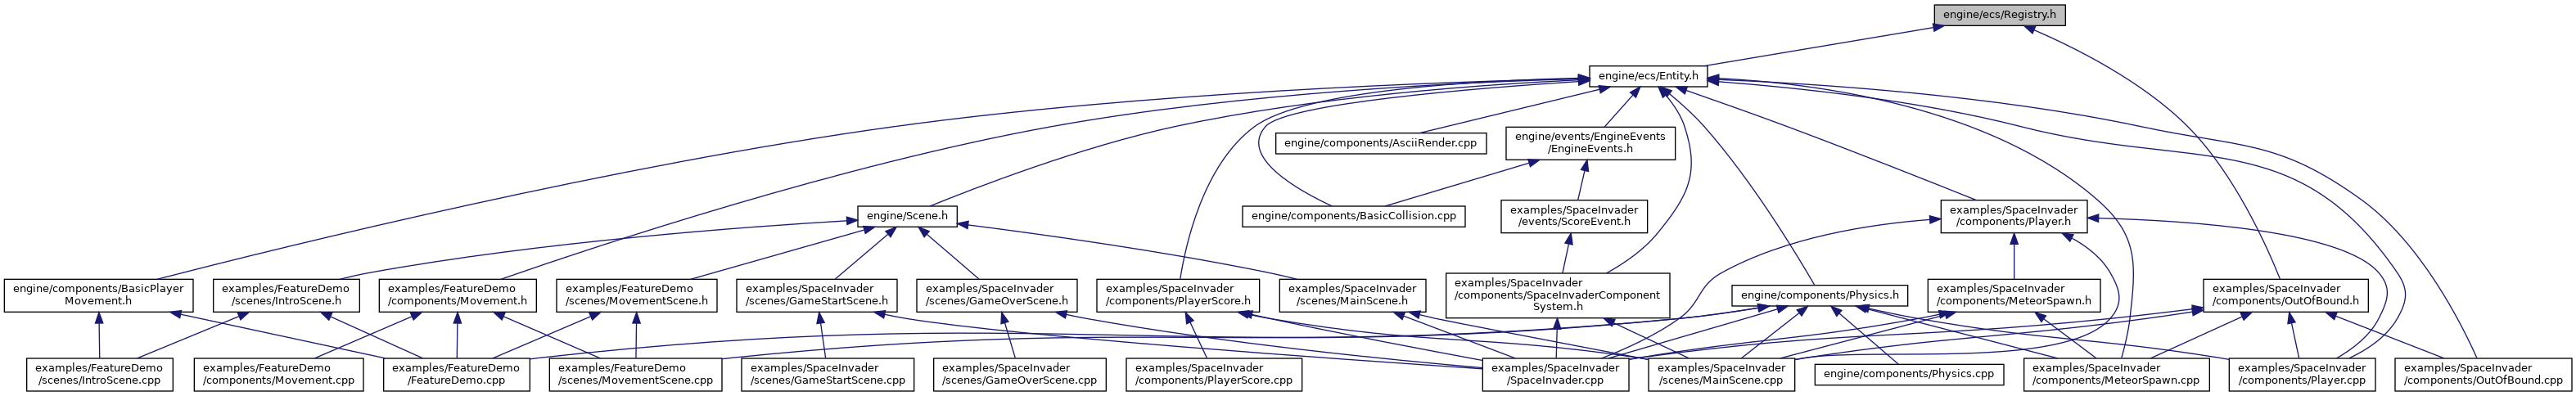 engine/ecs/Registry.h
engine/ecs/Entity.h
engine/components/AsciiRender.cpp
engine/events/EngineEvents
/EngineEvents.h
engine/Scene.h
engine/components/BasicCollision.cpp
examples/SpaceInvader
/events/ScoreEvent.h
examples/SpaceInvader
/components/Player.h
engine/components/BasicPlayer
Movement.h
examples/FeatureDemo
/scenes/IntroScene.h
examples/FeatureDemo
/components/Movement.h
examples/FeatureDemo
/scenes/MovementScene.h
examples/SpaceInvader
/scenes/GameStartScene.h
examples/SpaceInvader
/scenes/GameOverScene.h
examples/SpaceInvader
/components/PlayerScore.h
examples/SpaceInvader
/scenes/MainScene.h
examples/SpaceInvader
/components/SpaceInvaderComponent
System.h
engine/components/Physics.h
examples/SpaceInvader
/components/MeteorSpawn.h
examples/SpaceInvader
/components/OutOfBound.h
examples/FeatureDemo
/scenes/IntroScene.cpp
examples/FeatureDemo
/components/Movement.cpp
examples/FeatureDemo
/FeatureDemo.cpp
examples/FeatureDemo
/scenes/MovementScene.cpp
examples/SpaceInvader
/scenes/GameStartScene.cpp
examples/SpaceInvader
/scenes/GameOverScene.cpp
examples/SpaceInvader
/components/PlayerScore.cpp
examples/SpaceInvader
/SpaceInvader.cpp
examples/SpaceInvader
/scenes/MainScene.cpp
engine/components/Physics.cpp
examples/SpaceInvader
/components/MeteorSpawn.cpp
examples/SpaceInvader
/components/Player.cpp
examples/SpaceInvader
/components/OutOfBound.cpp